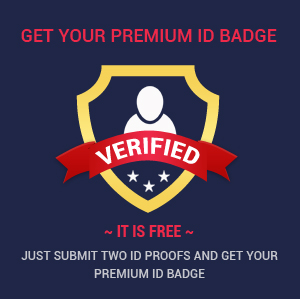 GET YOUR PREMIUM ID BADGE
VERIFIED
~ IT IS FREE ~
JUST SUBMIT TWO ID PROOFS AND GET YOUR
PREMIUM ID BADGE